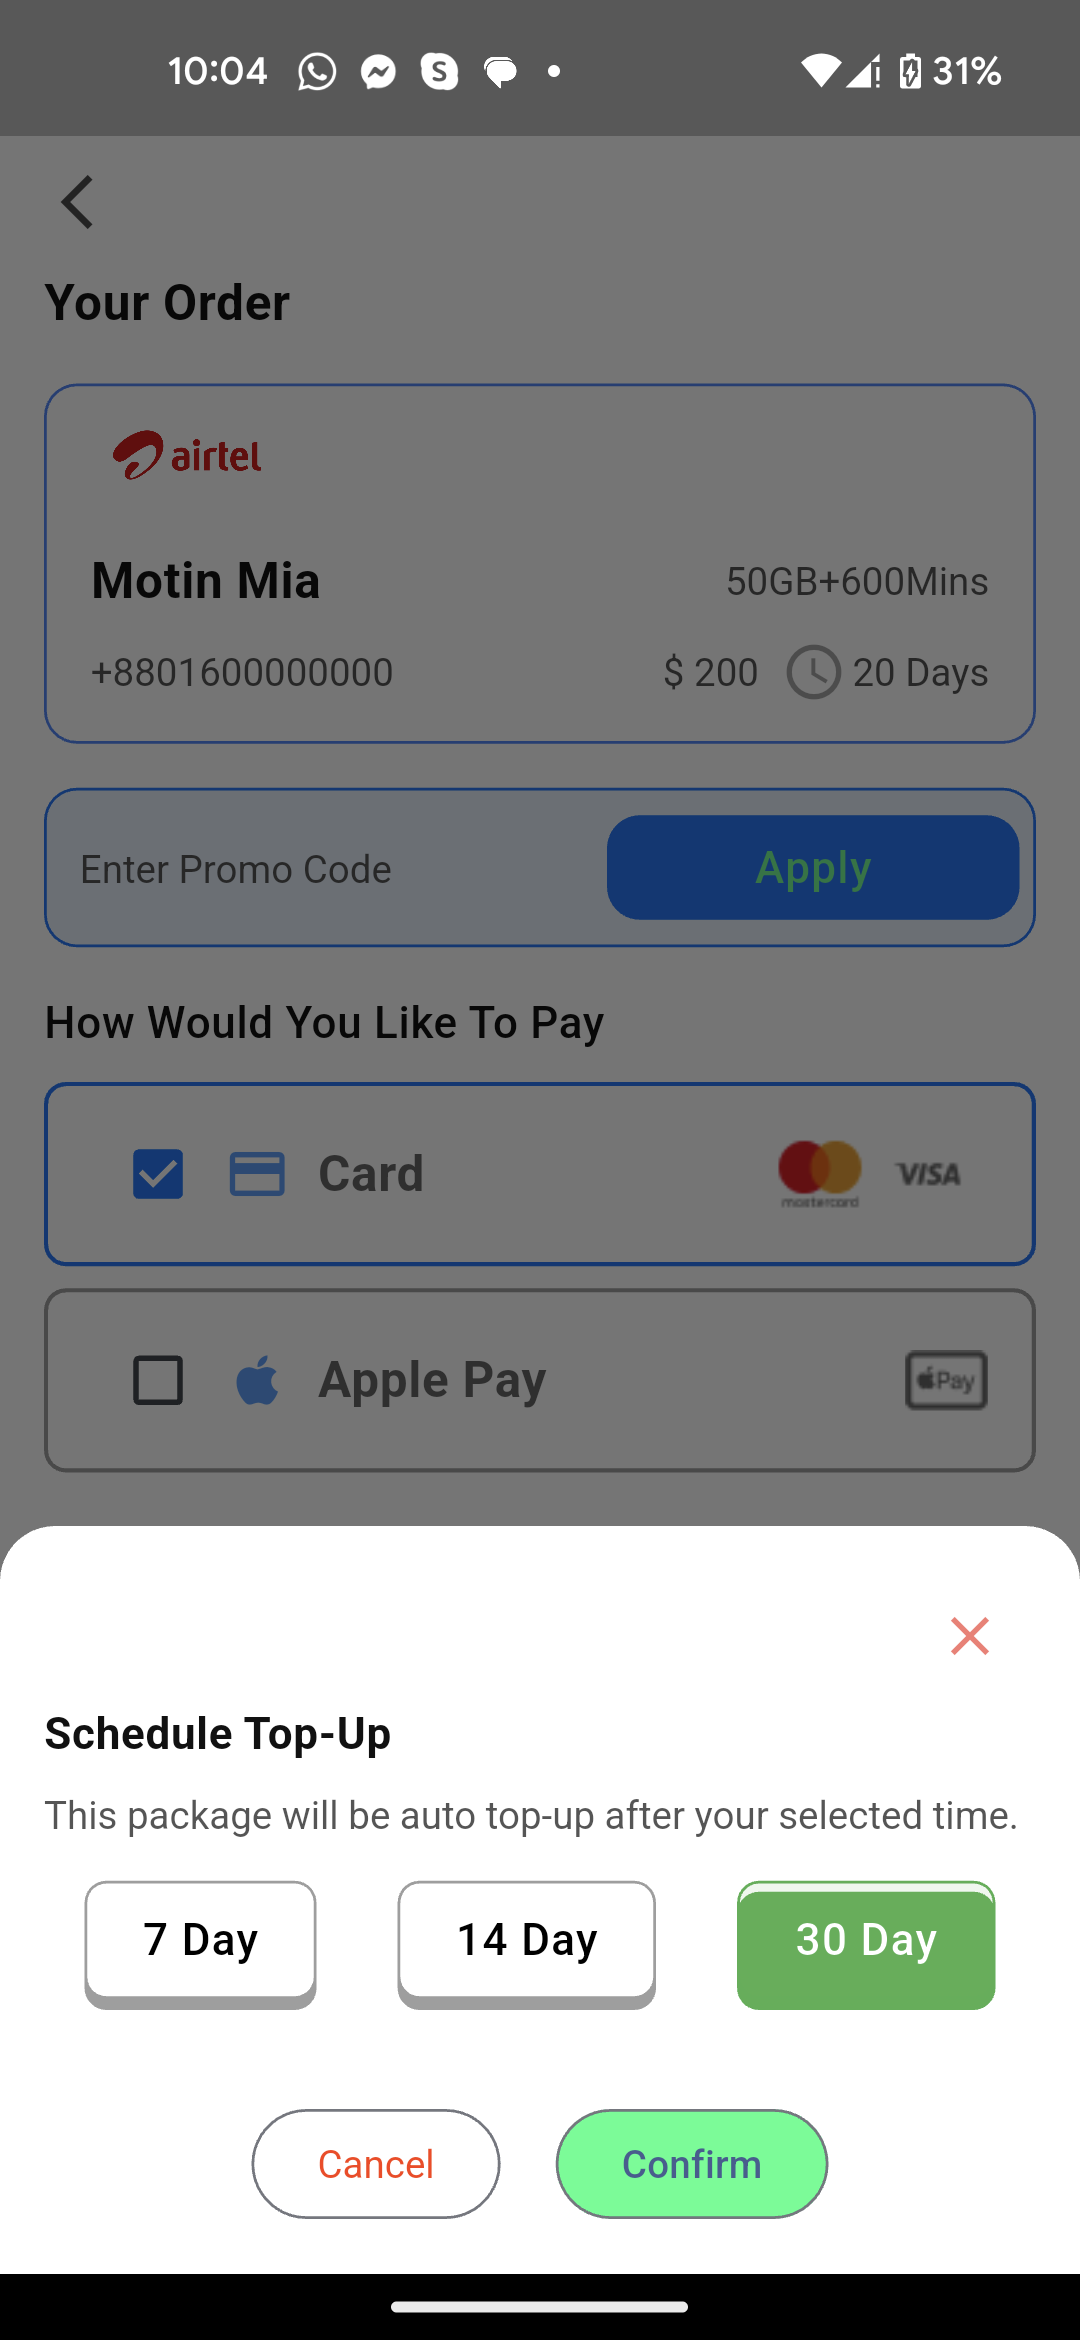 10:04 31%
Your Order
airtel
Motin Mia 50GB+600Mins
+8801600000000 $ 200 20 Days
Enter Promo Code Apply
How Would You Like To Pay
Card mastercard VISA
Apple Pay Pay
Schedule Top-Up
This package will be auto top-up after your selected time.
7 Day 14 Day 30 Day
Cancel Confirm